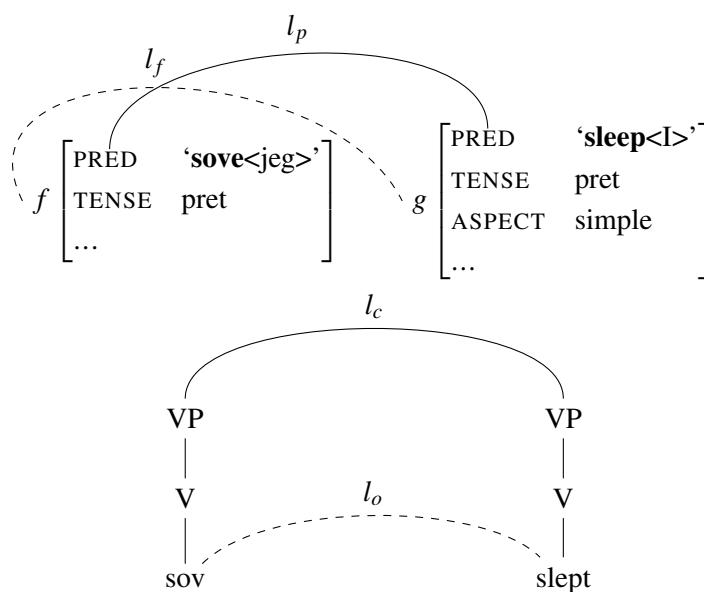 l_p
l_f
f
PRED ‘sove<jeg>’
TENSE pret
...
g
PRED ‘sleep<I>’
TENSE pret
ASPECT simple
...
l_c
VP VP
V V
l_o
sov slept